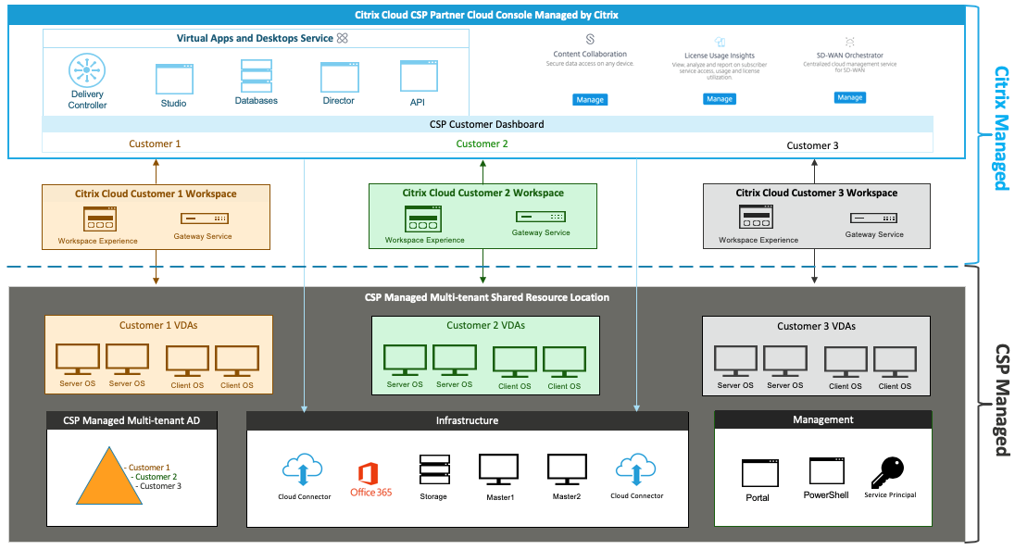 Citrix Cloud CSP Partner Cloud Console Managed by Citrix
Virtual Apps and Desktops Service
Delivery Controller
Studio
Databases
Director
API
Content Collaboration
Secure data access on any device.
Manage
License Usage Insights
View, analyze and report on subscriber
service access, usage and license
utilization.
Manage
SD-WAN Orchestrator
Centralized cloud management service
for SD-WAN
Manage
CSP Customer Dashboard
Customer 1
Customer 2
Customer 3
Citrix Managed
Citrix Cloud Customer 1 Workspace
Workspace Experience
Gateway Service
Citrix Cloud Customer 2 Workspace
Workspace Experience
Gateway Service
Citrix Cloud Customer 3 Workspace
Workspace Experience
Gateway Service
CSP Managed Multi-tenant Shared Resource Location
Customer 1 VDAs
Server OS
Server OS
Client OS
Client OS
Customer 2 VDAs
Server OS
Server OS
Client OS
Client OS
Customer 3 VDAs
Server OS
Server OS
Client OS
Client OS
CSP Managed
CSP Managed Multi-tenant AD
- Customer 1
- Customer 2
- Customer 3
Infrastructure
Cloud Connector
Office 365
Storage
Master1
Master2
Cloud Connector
Management
Portal
PowerShell
Service Principal